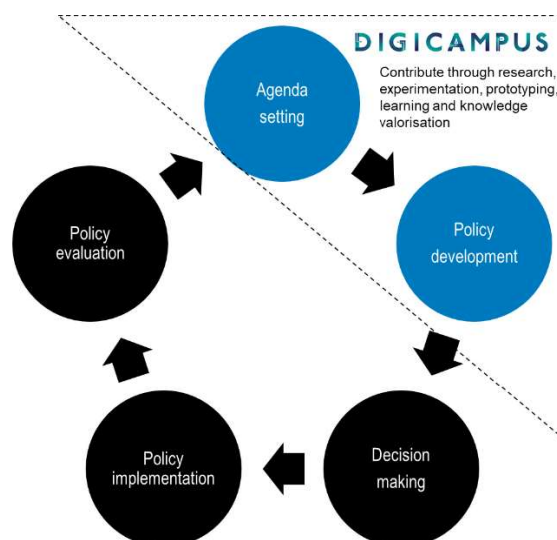 DIGICAMPUS
Contribute through research,
experimentation, prototyping,
learning and knowledge
valorisation
Agenda
setting
Policy
development
Decision
making
Policy
implementation
Policy
evaluation